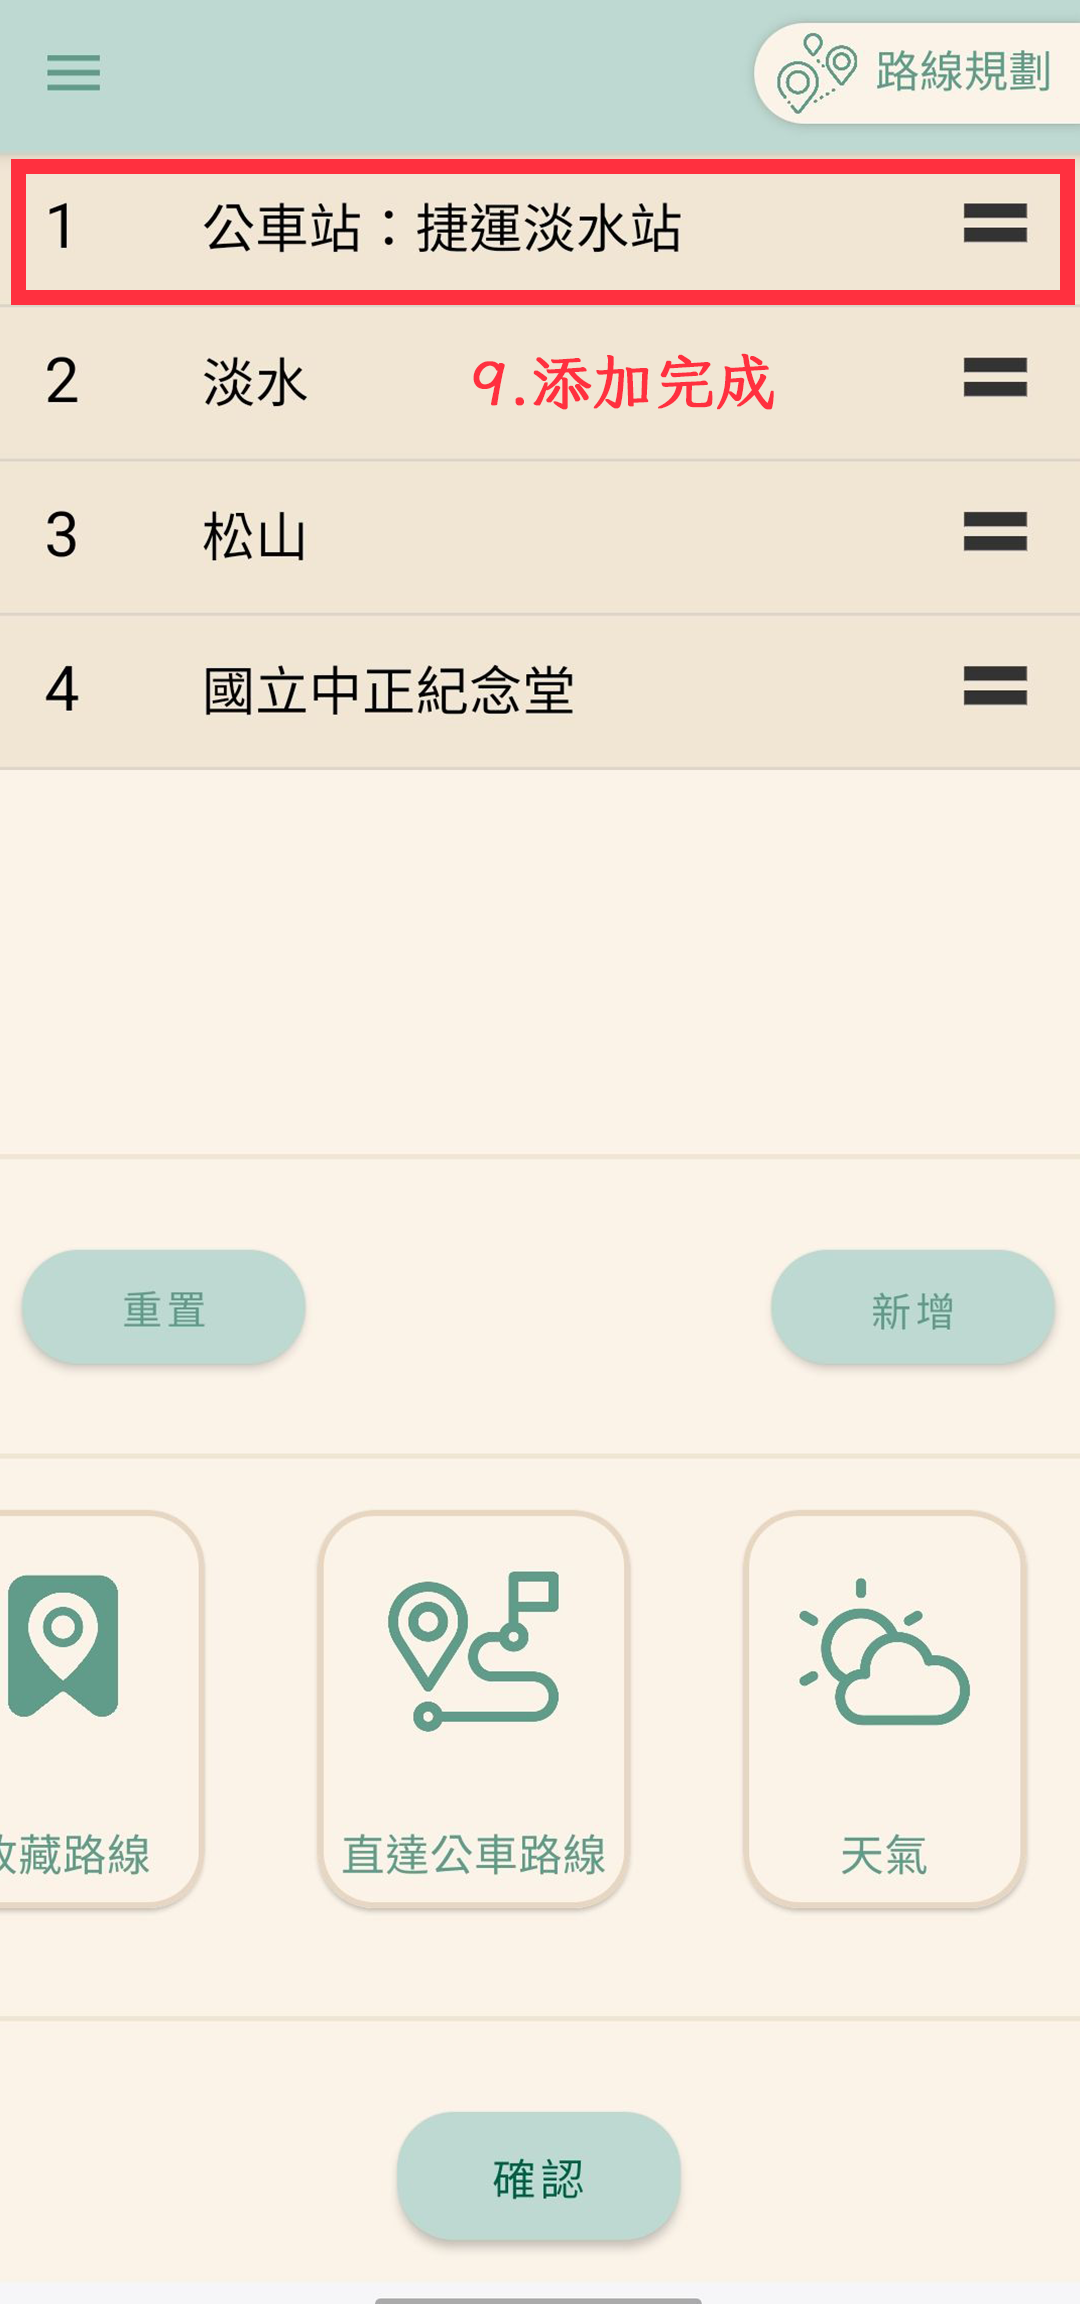 路線規劃
1 公車站：捷運淡水站
2 淡水 9.添加完成
3 松山
4 國立中正紀念堂
重置 新增
收藏路線 直達公車路線 天氣
確認